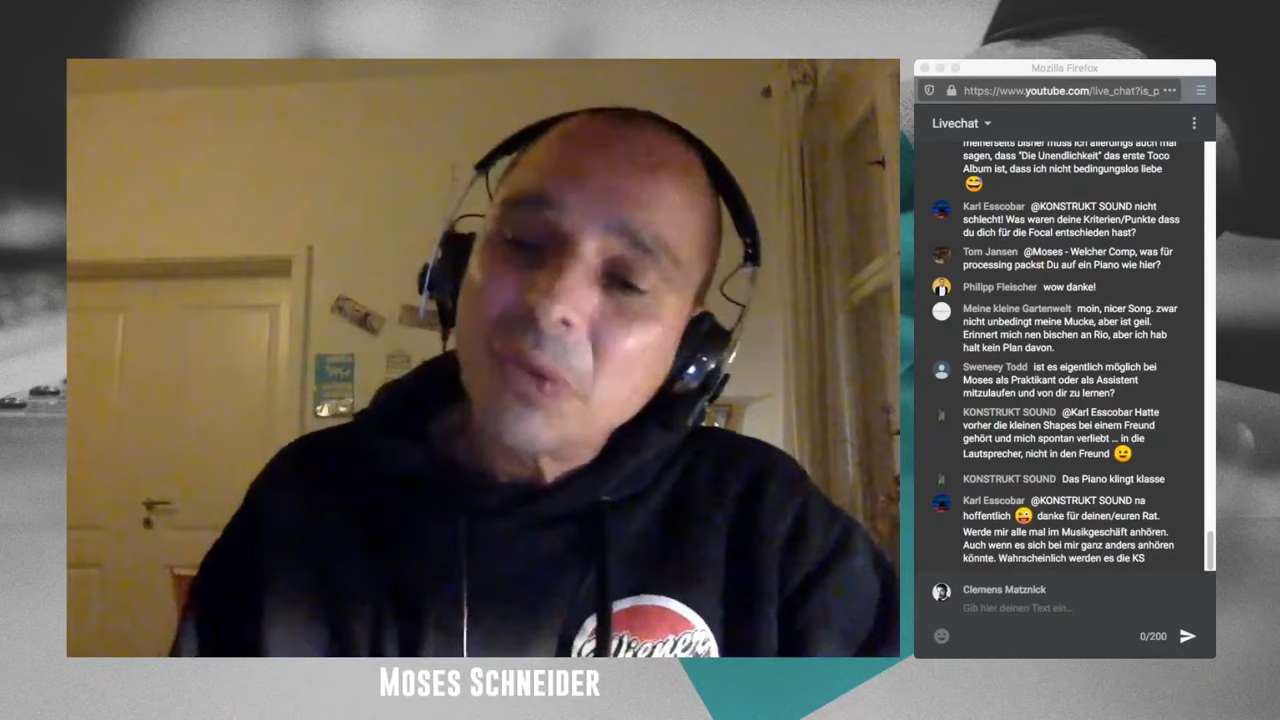 Mozilla Firefox
https://www.youtube.com/live_chat?is_p
Livechat
meinerseits bisher muss ich allerdings auch mal
sagen, dass "Die Unendlichkeit" das erste Toco
Album ist, dass ich nicht bedingungslos liebe
😅
Karl Esscobar @KONSTRUKT SOUND nicht
schlecht! Was waren deine Kriterien/Punkte dass
du dich für die Focal entschieden hast?
Tom Jansen @Moses - Welcher Comp, was für
processing packst Du auf ein Piano wie hier?
Philipp Fleischer wow danke!
Meine kleine Gartenwelt moin, nicer Song. zwar
nicht unbedingt meine Mucke, aber ist geil.
Erinnert mich nen bischen an Rio, aber ich hab
halt kein Plan davon.
Sweneey Todd ist es eigentlich möglich bei
Moses als Praktikant oder als Assistent
mitzulaufen und von dir zu lernen?
KONSTRUKT SOUND @Karl Esscobar Hatte
vorher die kleinen Shapes bei einem Freund
gehört und mich spontan verliebt ... in die
Lautsprecher, nicht in den Freund 😉
KONSTRUKT SOUND Das Piano klingt klasse
Karl Esscobar @KONSTRUKT SOUND na
hoffentlich 😜 danke für deinen/euren Rat.
Werde mir alle mal im Musikgeschäft anhören.
Auch wenn es sich bei mir ganz anders anhören
könnte. Wahrscheinlich werden es die KS
Clemens Matznick
Gib hier deinen Text ein...
0/200
Wiener
MOSES SCHNEIDER